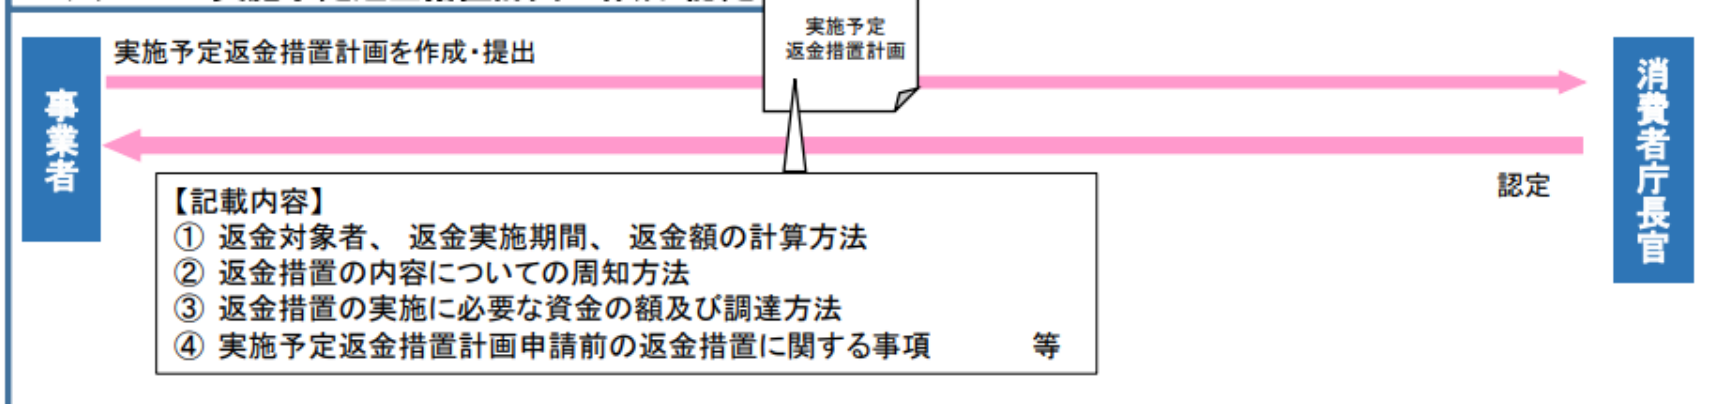 実施予定
返金措置計画
実施予定返金措置計画を作成・提出
事業者
消費者庁長官
認定
【記載内容】
① 返金対象者、 返金実施期間、 返金額の計算方法
② 返金措置の内容についての周知方法
③ 返金措置の実施に必要な資金の額及び調達方法
④ 実施予定返金措置計画申請前の返金措置に関する事項 等